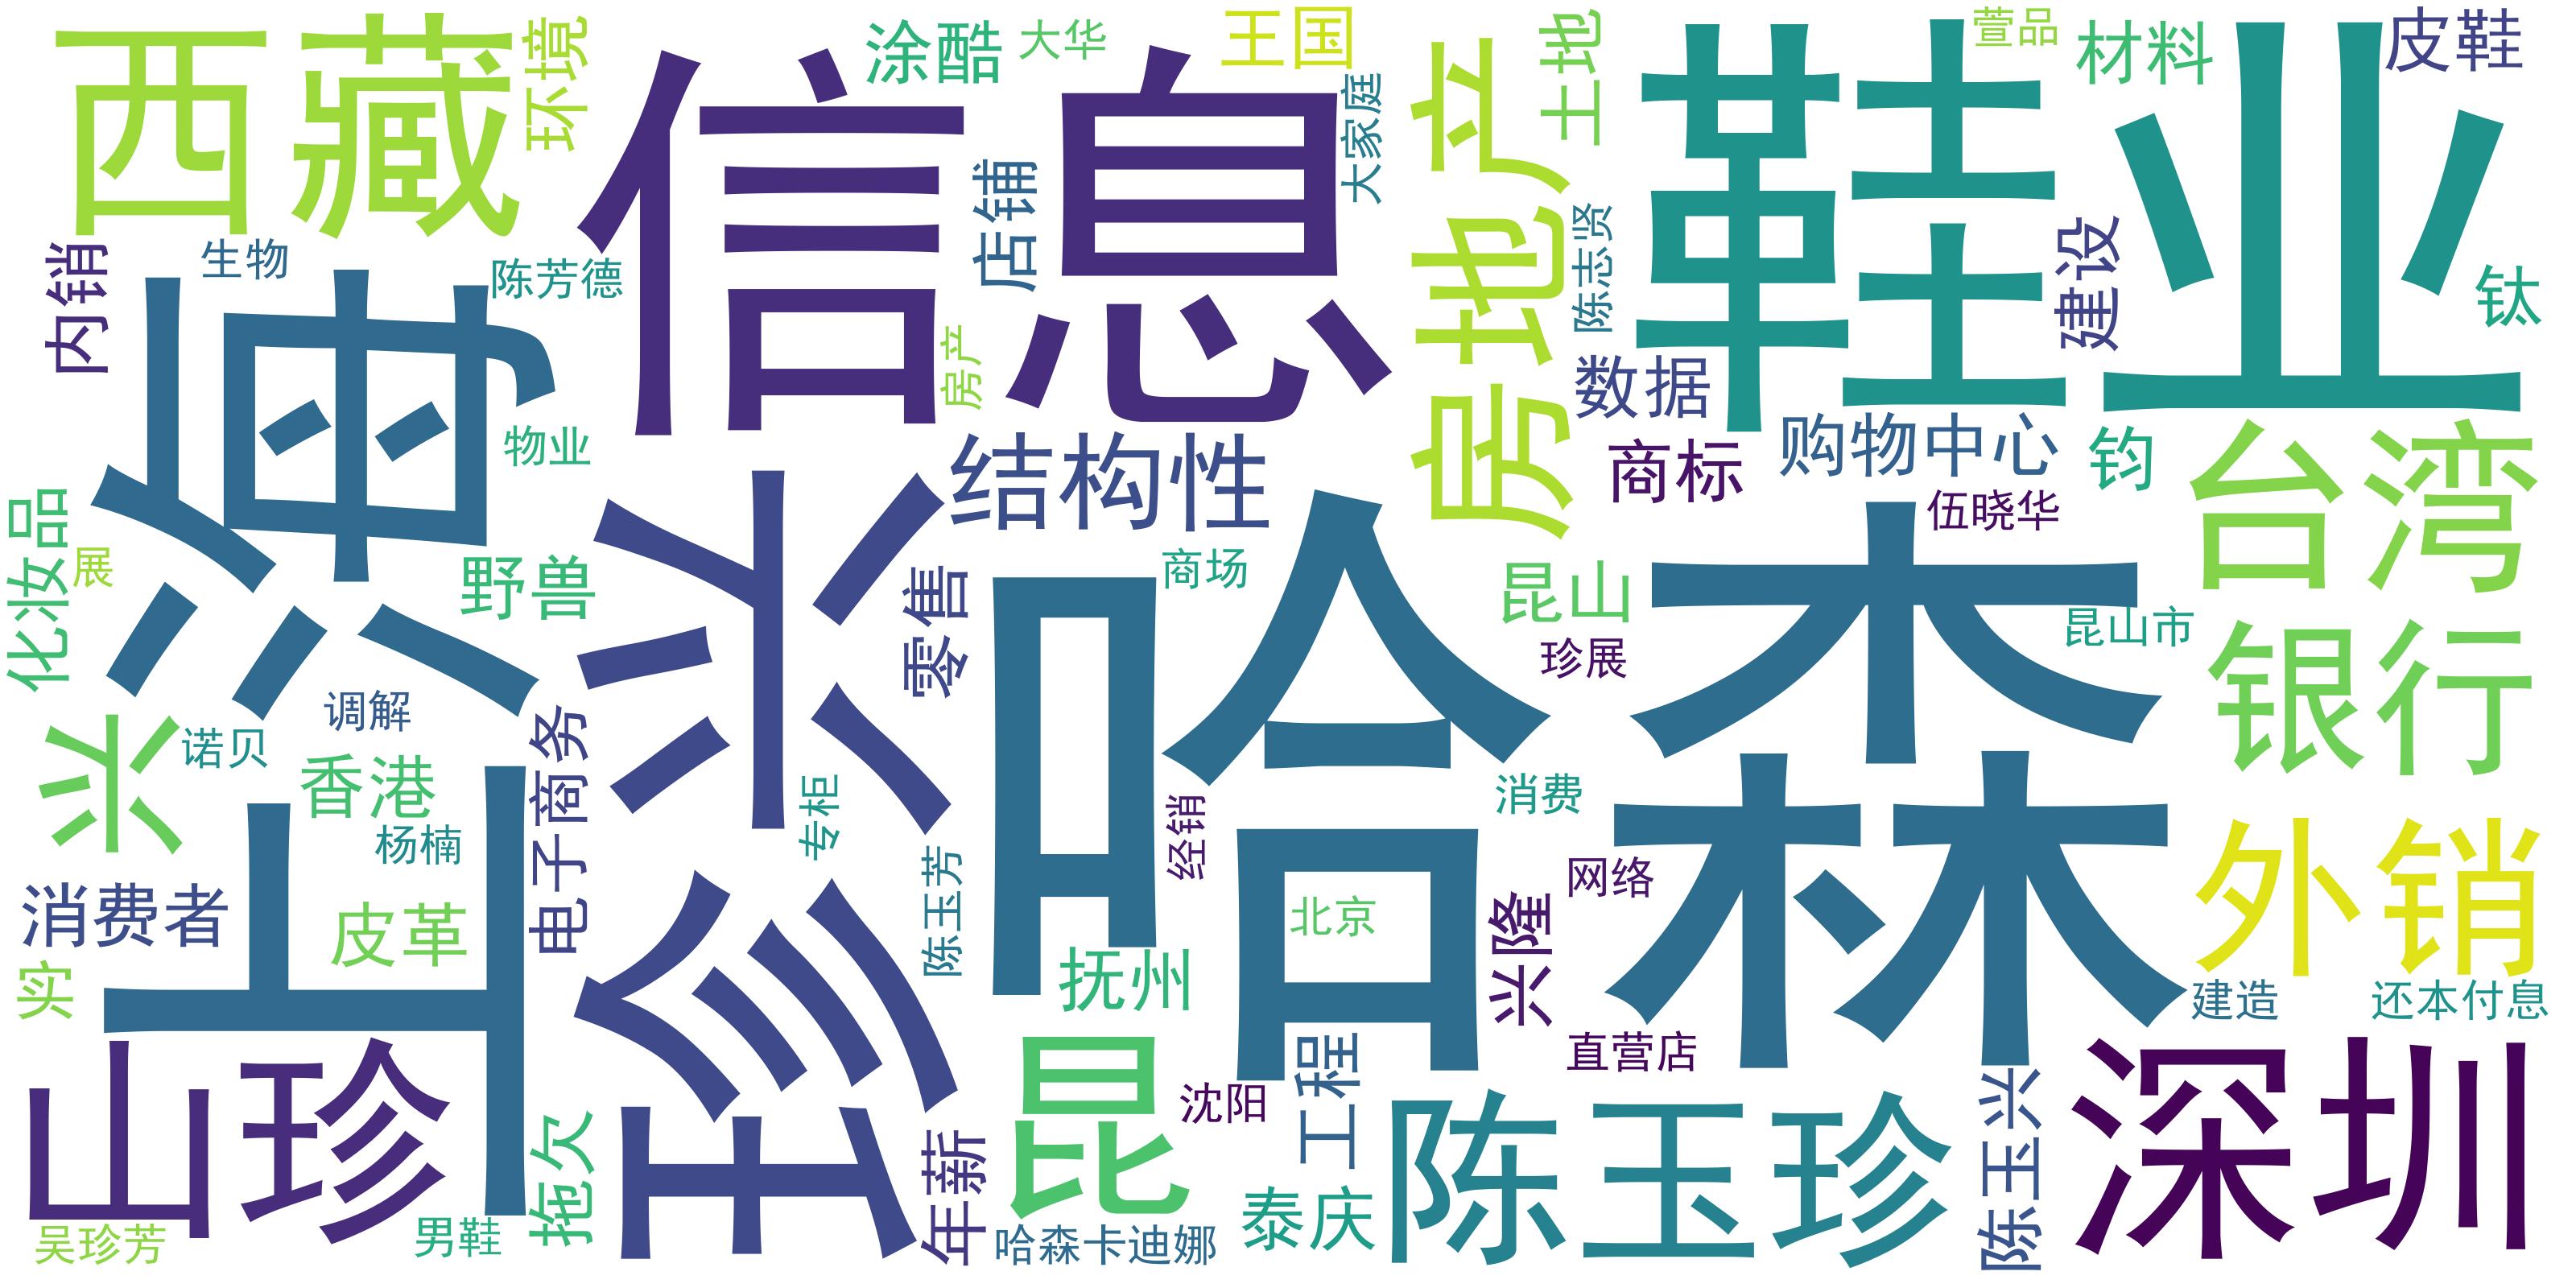 西藏
环境
信息
涂酷
大华
王国
大家庭
房地产
土地
鞋业
萱品
材料
皮鞋
内销
生物
陈芳德
上海
店铺
房产
陈志贤
数据
建设
钛
物业
结构性
商标
购物中心
钧
台湾
伍晓华
化妆品
展
野兽
珍兴
零售
商场
哈森
昆山
珍展
昆山市
银行
兴
诺贝
调解
香港
杨楠
电子商务
专柜
陈玉芳
经销
消费
网络
北京
兴隆
外销
消费者
皮革
实
抚州
直营店
建造
还本付息
山珍
吴珍芳
男鞋
拖欠
年薪
昆
沈阳
工程
泰庆
哈森卡迪娜
陈玉珍
陈玉兴
深圳